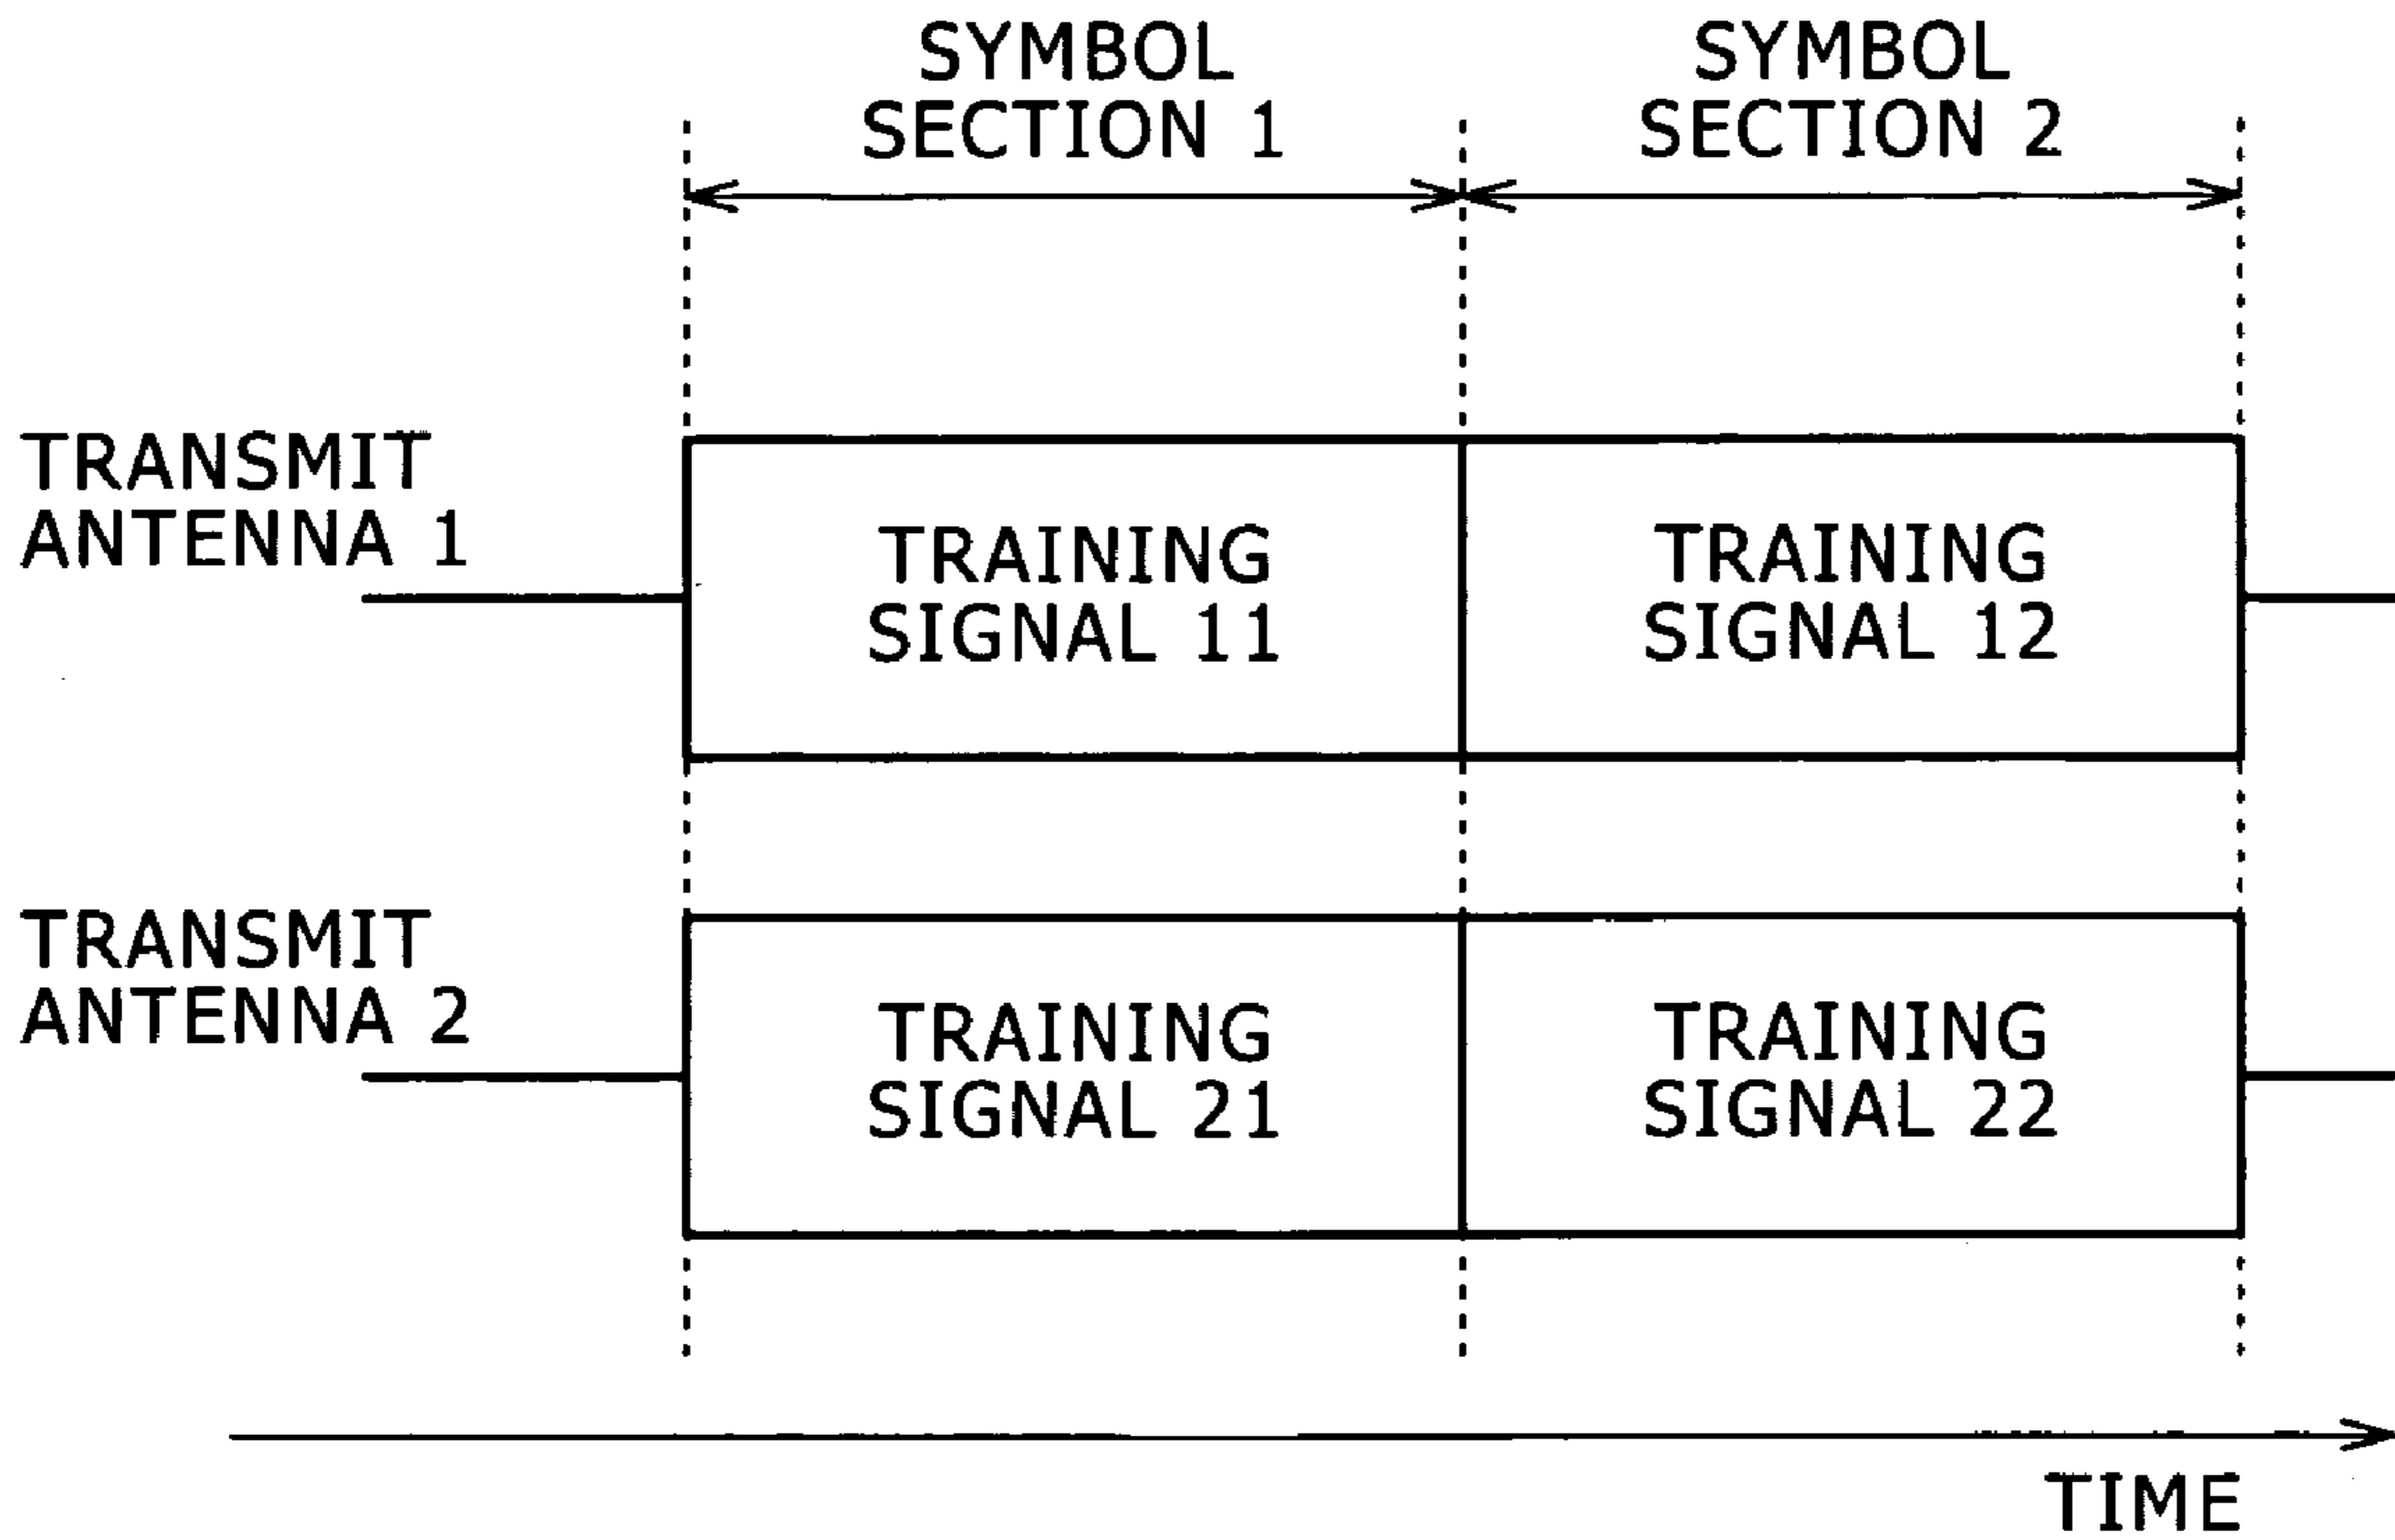 SYMBOL
SECTION 1
SYMBOL
SECTION 2
TRANSMIT
ANTENNA 1
TRAINING
SIGNAL 11
TRAINING
SIGNAL 12
TRANSMIT
ANTENNA 2
TRAINING
SIGNAL 21
TRAINING
SIGNAL 22
TIME